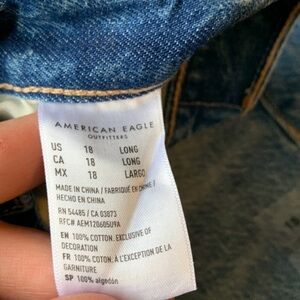 AMERICAN EAGLE
OUTFITTERS
US 18 LONG
CA 18 LONG
MX 18 LARGO
MADE IN CHINA / FABRIQUÉ EN CHINE /
HECHO EN CHINA
RN 54485 / CA 03873
RFC# AEM120605U9A
EN 100% COTTON. EXCLUSIVE OF
DECORATION
FR 100% COTON. À L'EXCEPTION DE LA
GARNITURE
SP 100% algodón